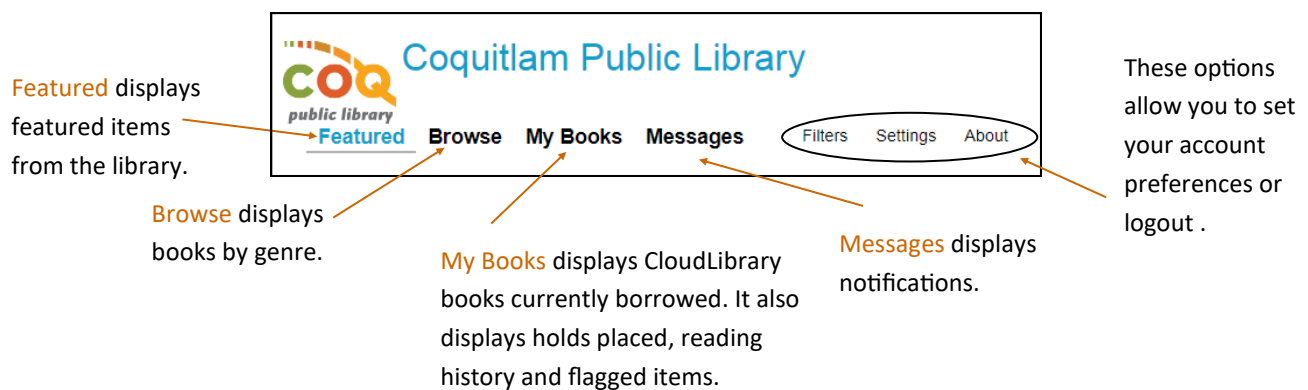 Coquitlam Public Library
COQ
public library
Featured Browse My Books Messages Filters Settings About
Featured displays
featured items
from the library.
Browse displays
books by genre.
My Books displays CloudLibrary
books currently borrowed. It also
displays holds placed, reading
history and flagged items.
Messages displays
notifications.
These options
allow you to set
your account
preferences or
logout .